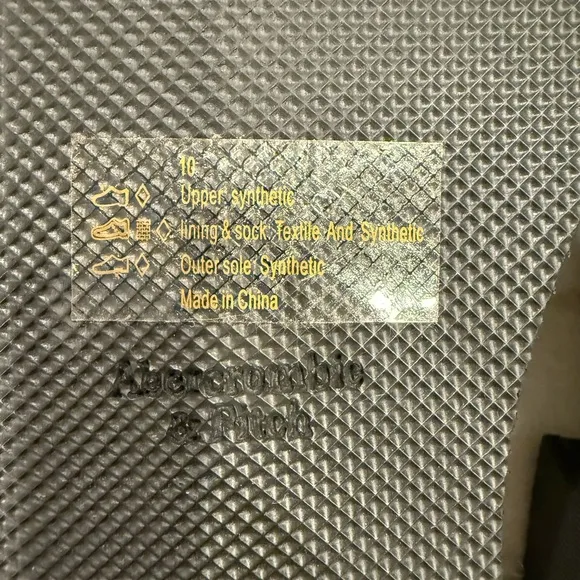 10
Upper synthetic
lining & sock Textile And Synthetic
Outer sole Synthetic
Made in China
Abercrombie
& Fitch